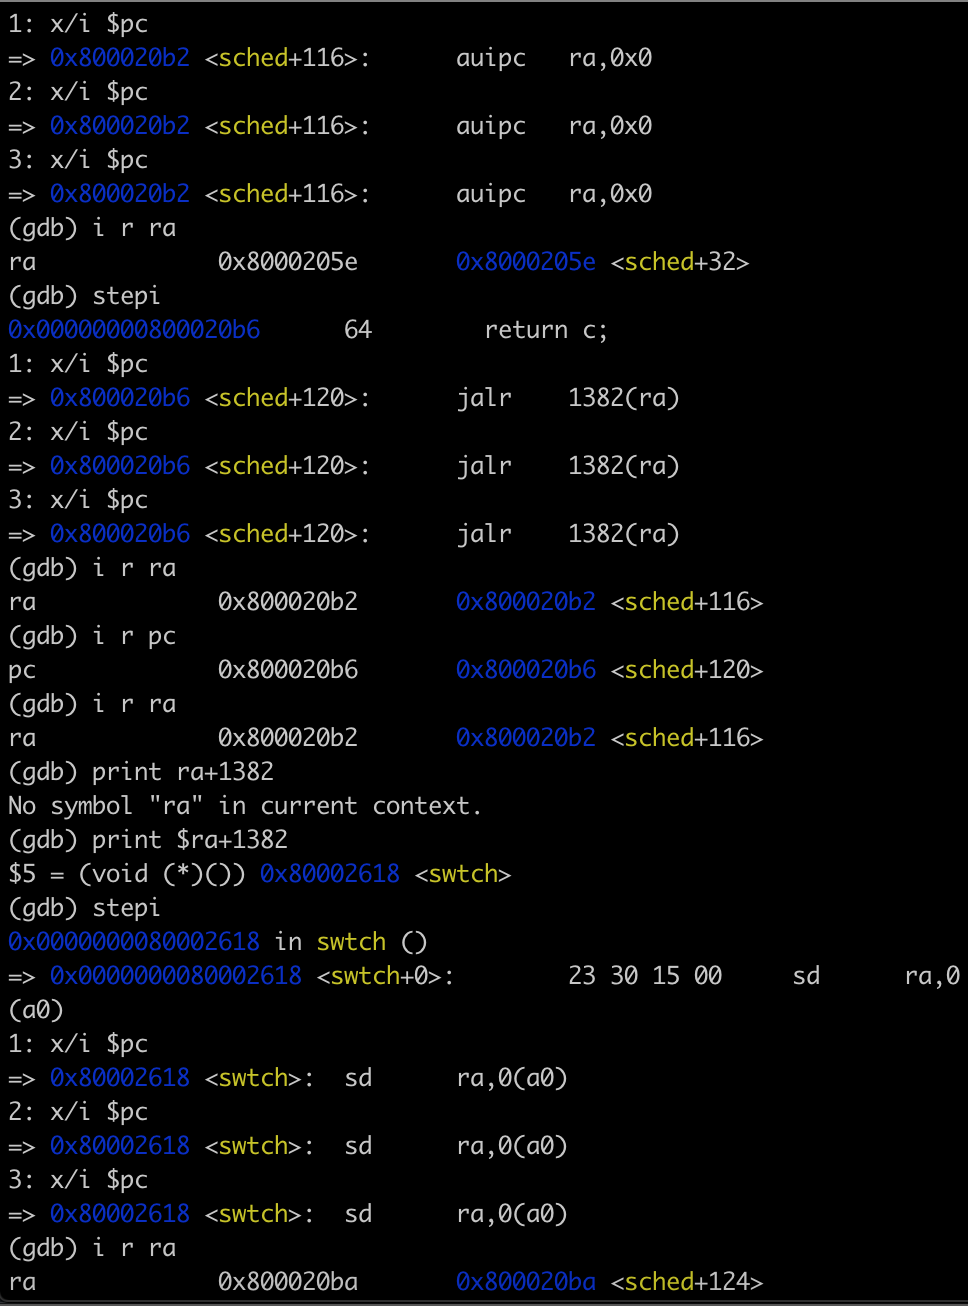 1: x/i $pc
=> 0x800020b2 <sched+116>:      auipc   ra,0x0
2: x/i $pc
=> 0x800020b2 <sched+116>:      auipc   ra,0x0
3: x/i $pc
=> 0x800020b2 <sched+116>:      auipc   ra,0x0
(gdb) i r ra
ra             0x8000205e       0x8000205e <sched+32>
(gdb) stepi
0x00000000800020b6      64        return c;
1: x/i $pc
=> 0x800020b6 <sched+120>:      jalr    1382(ra)
2: x/i $pc
=> 0x800020b6 <sched+120>:      jalr    1382(ra)
3: x/i $pc
=> 0x800020b6 <sched+120>:      jalr    1382(ra)
(gdb) i r ra
ra             0x800020b2       0x800020b2 <sched+116>
(gdb) i r pc
pc             0x800020b6       0x800020b6 <sched+120>
(gdb) i r ra
ra             0x800020b2       0x800020b2 <sched+116>
(gdb) print ra+1382
No symbol "ra" in current context.
(gdb) print $ra+1382
$5 = (void (*)()) 0x80002618 <swtch>
(gdb) stepi
0x0000000080002618 in swtch ()
=> 0x0000000080002618 <swtch+0>:        23 30 15 00     sd      ra,0
(a0)
1: x/i $pc
=> 0x80002618 <swtch>:  sd      ra,0(a0)
2: x/i $pc
=> 0x80002618 <swtch>:  sd      ra,0(a0)
3: x/i $pc
=> 0x80002618 <swtch>:  sd      ra,0(a0)
(gdb) i r ra
ra             0x800020ba       0x800020ba <sched+124>